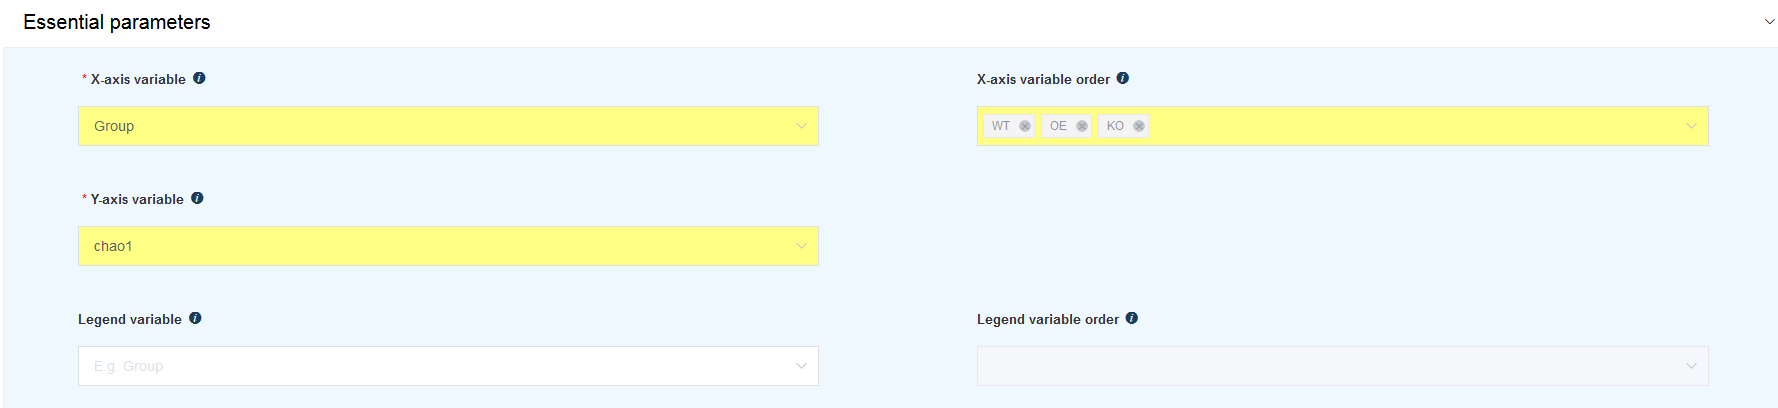 Essential parameters
* X-axis variable
X-axis variable order
Group
WT OE KO
* Y-axis variable
chao1
Legend variable
Legend variable order
E.g. Group